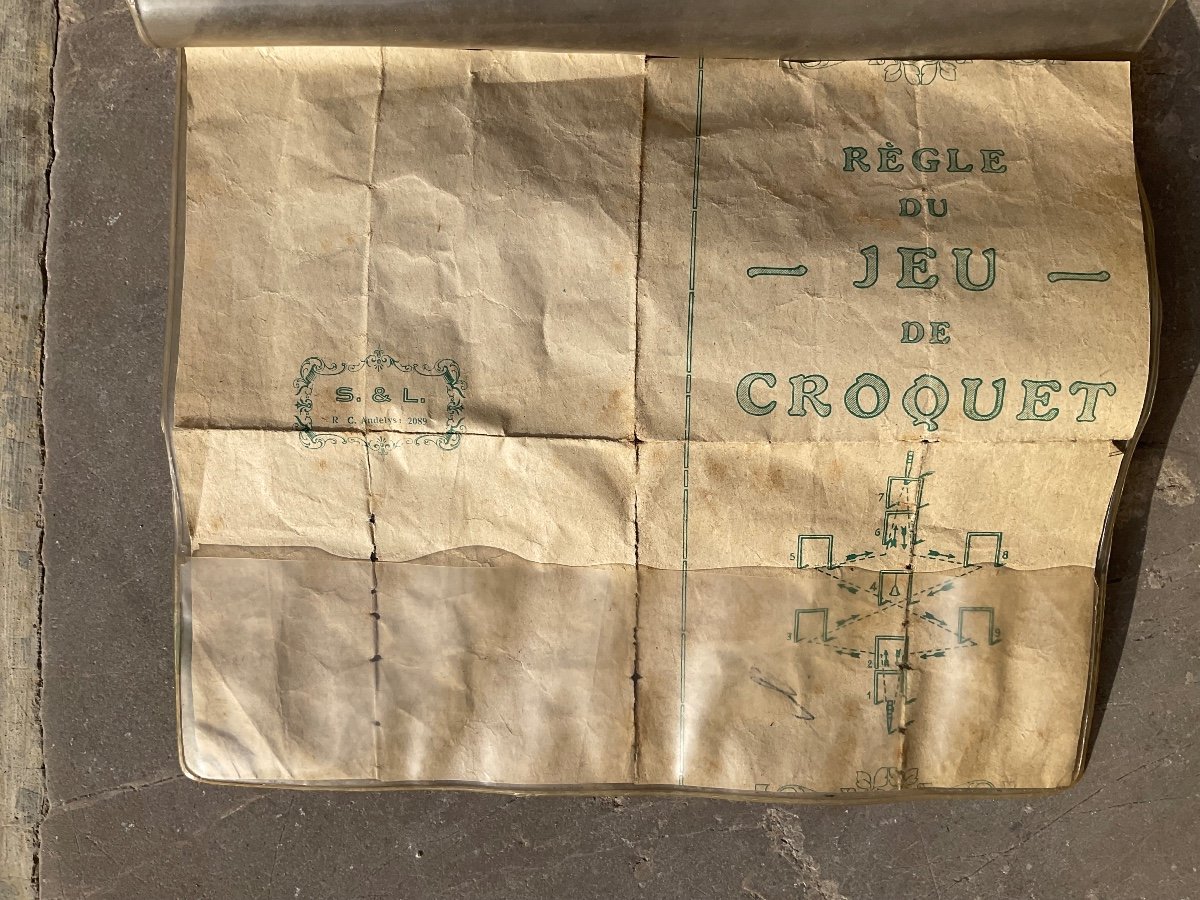 S. & L.
R. C. Andelys: 2089
RÈGLE
DU
— JEU —
DE
CROQUET
7
6
5
8
4
3
9
2
1